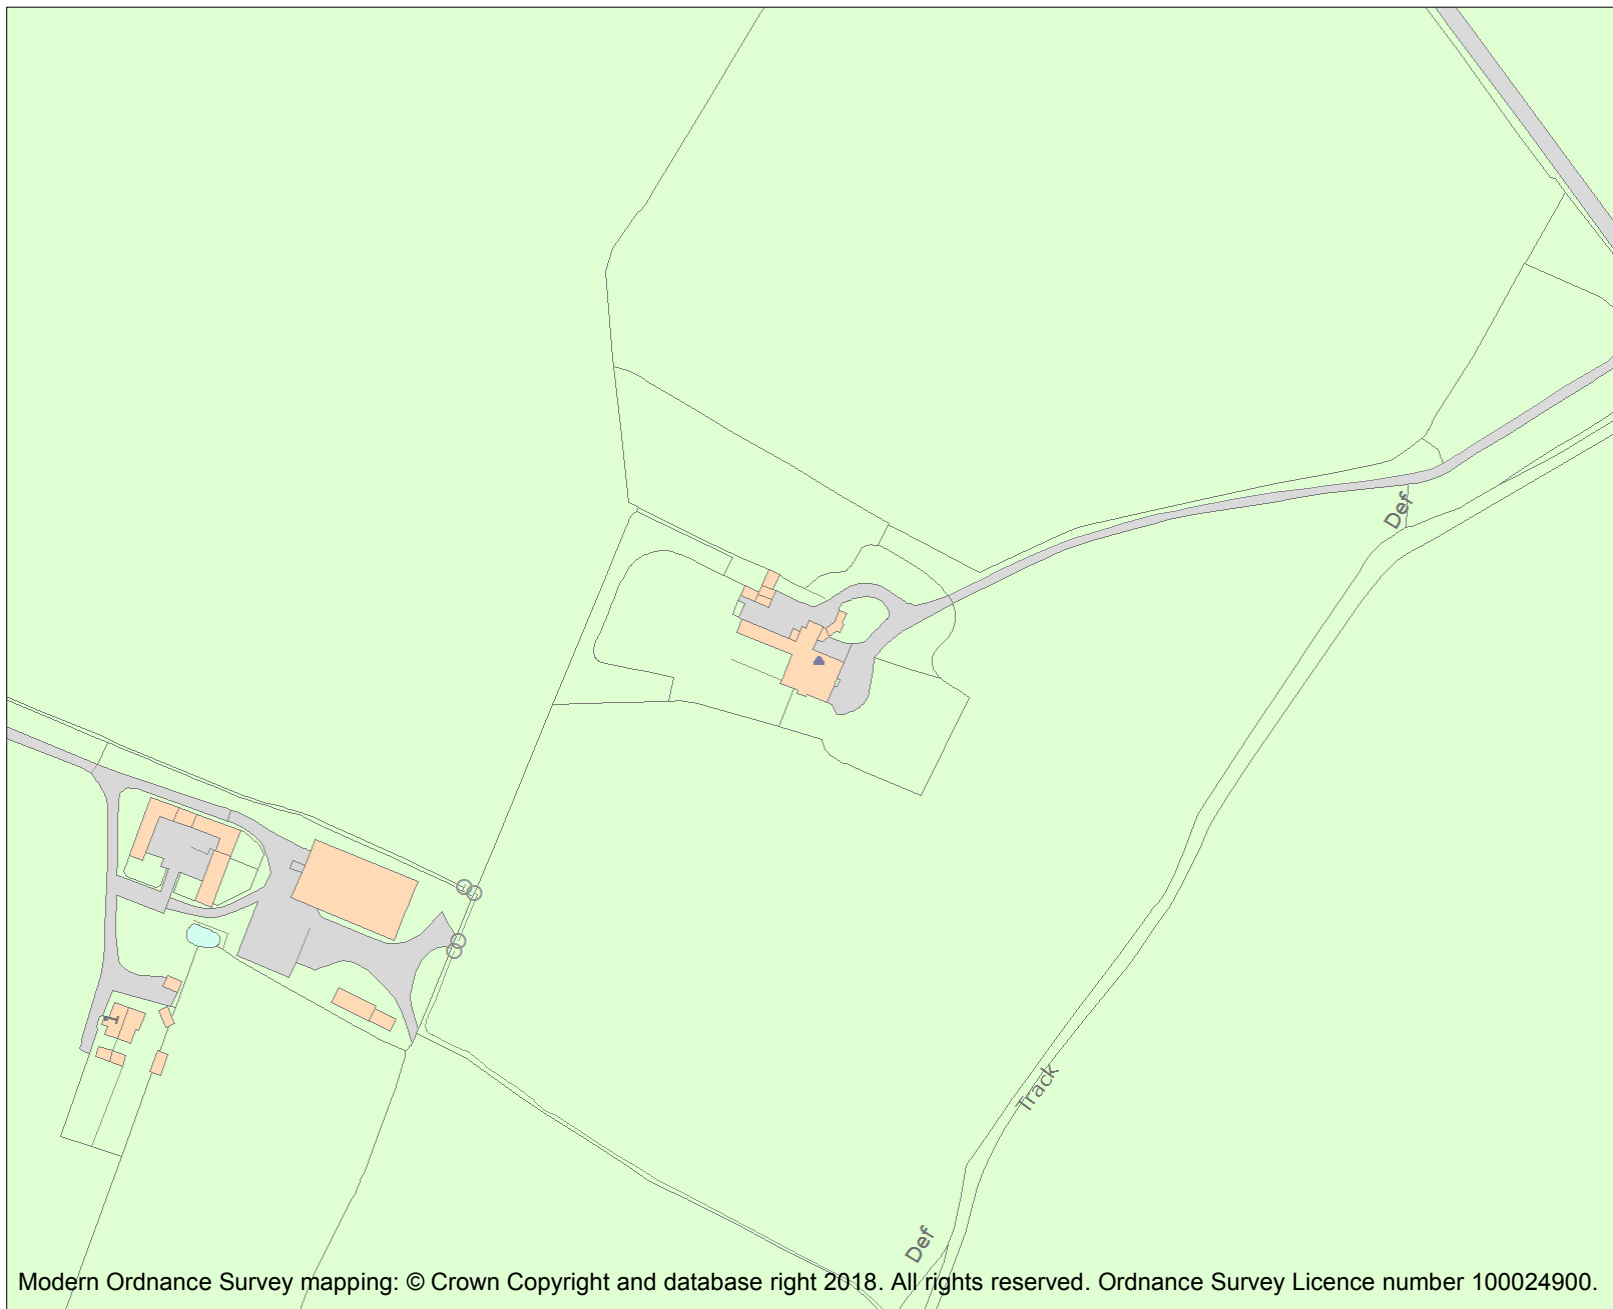 Def
1
Track
Def
Modern Ordnance Survey mapping: © Crown Copyright and database right 2018. All rights reserved. Ordnance Survey Licence number 100024900.